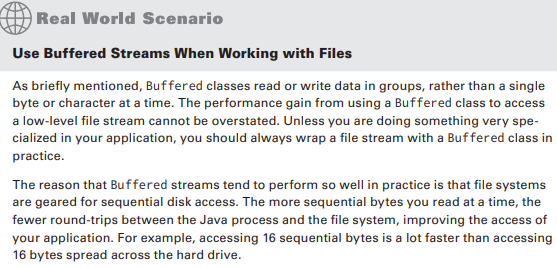 Real World Scenario
Use Buffered Streams When Working with Files
As briefly mentioned, Buffered classes read or write data in groups, rather than a single
byte or character at a time. The performance gain from using a Buffered class to access
a low-level file stream cannot be overstated. Unless you are doing something very spe-
cialized in your application, you should always wrap a file stream with a Buffered class in
practice.
The reason that Buffered streams tend to perform so well in practice is that file systems
are geared for sequential disk access. The more sequential bytes you read at a time, the
fewer round-trips between the Java process and the file system, improving the access of
your application. For example, accessing 16 sequential bytes is a lot faster than accessing
16 bytes spread across the hard drive.